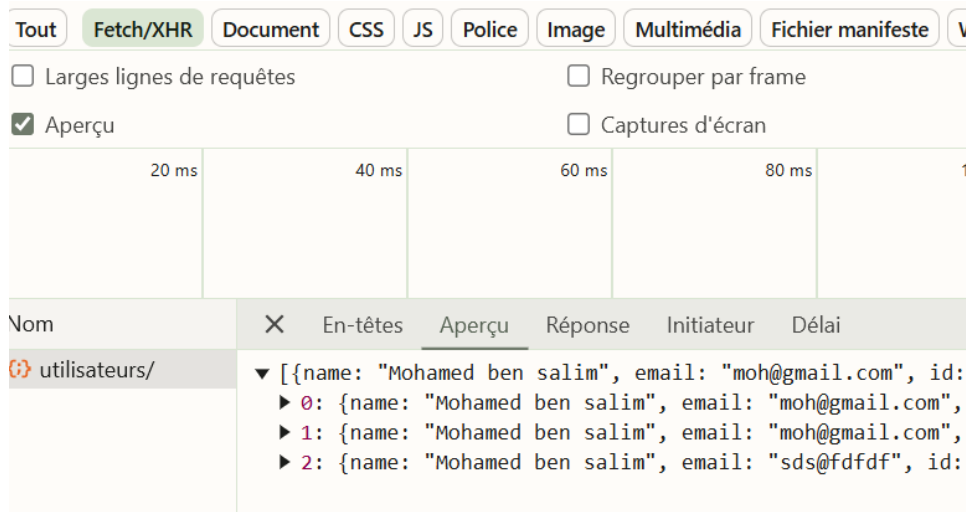 Tout Fetch/XHR Document CSS JS Police Image Multimédia Fichier manifeste
Larges lignes de requêtes Regrouper par frame
Aperçu Captures d'écran
20 ms 40 ms 60 ms 80 ms
Nom En-têtes Aperçu Réponse Initiateur Délai
utilisateurs/ ▼ [{name: "Mohamed ben salim", email: "moh@gmail.com", id:
▶ 0: {name: "Mohamed ben salim", email: "moh@gmail.com",
▶ 1: {name: "Mohamed ben salim", email: "moh@gmail.com",
▶ 2: {name: "Mohamed ben salim", email: "sds@fdfdf", id: